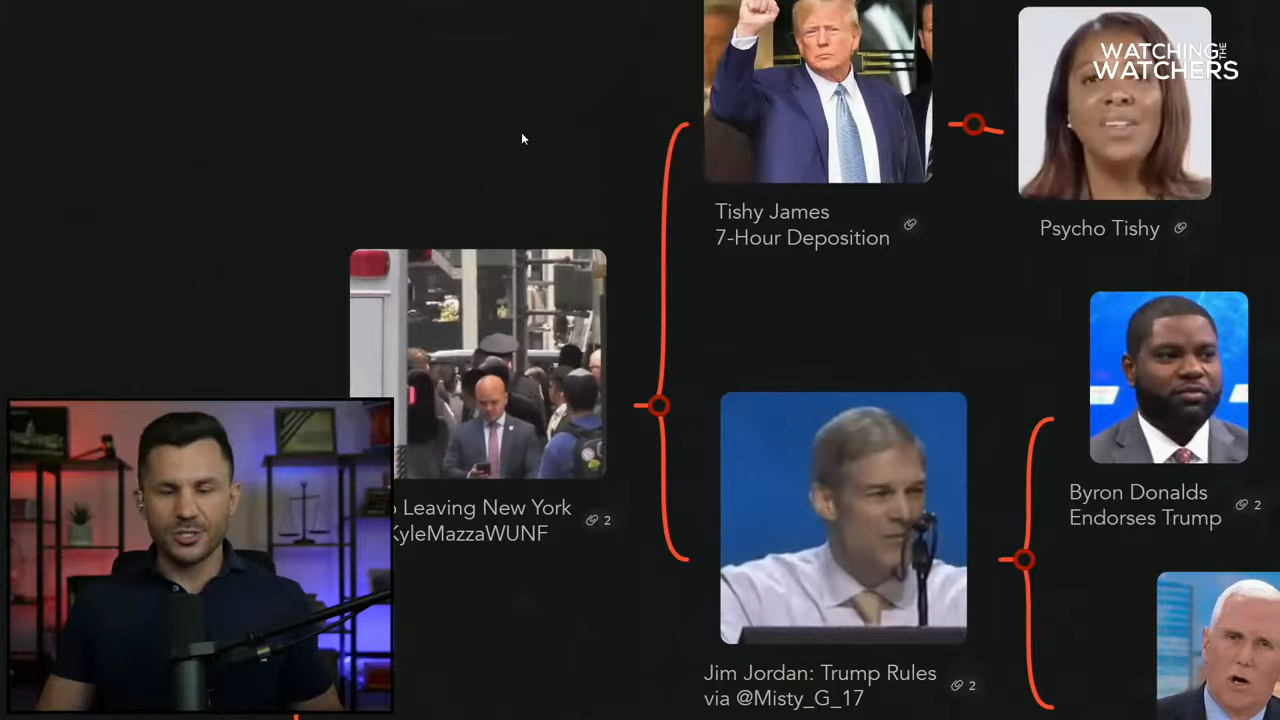 WATCHING THE
WATCHERS
Tishy James
7-Hour Deposition
Psycho Tishy
Leaving New York
KyleMazzaWUNF
2
Byron Donalds
Endorses Trump
2
Jim Jordan: Trump Rules
via @Misty_G_17
2